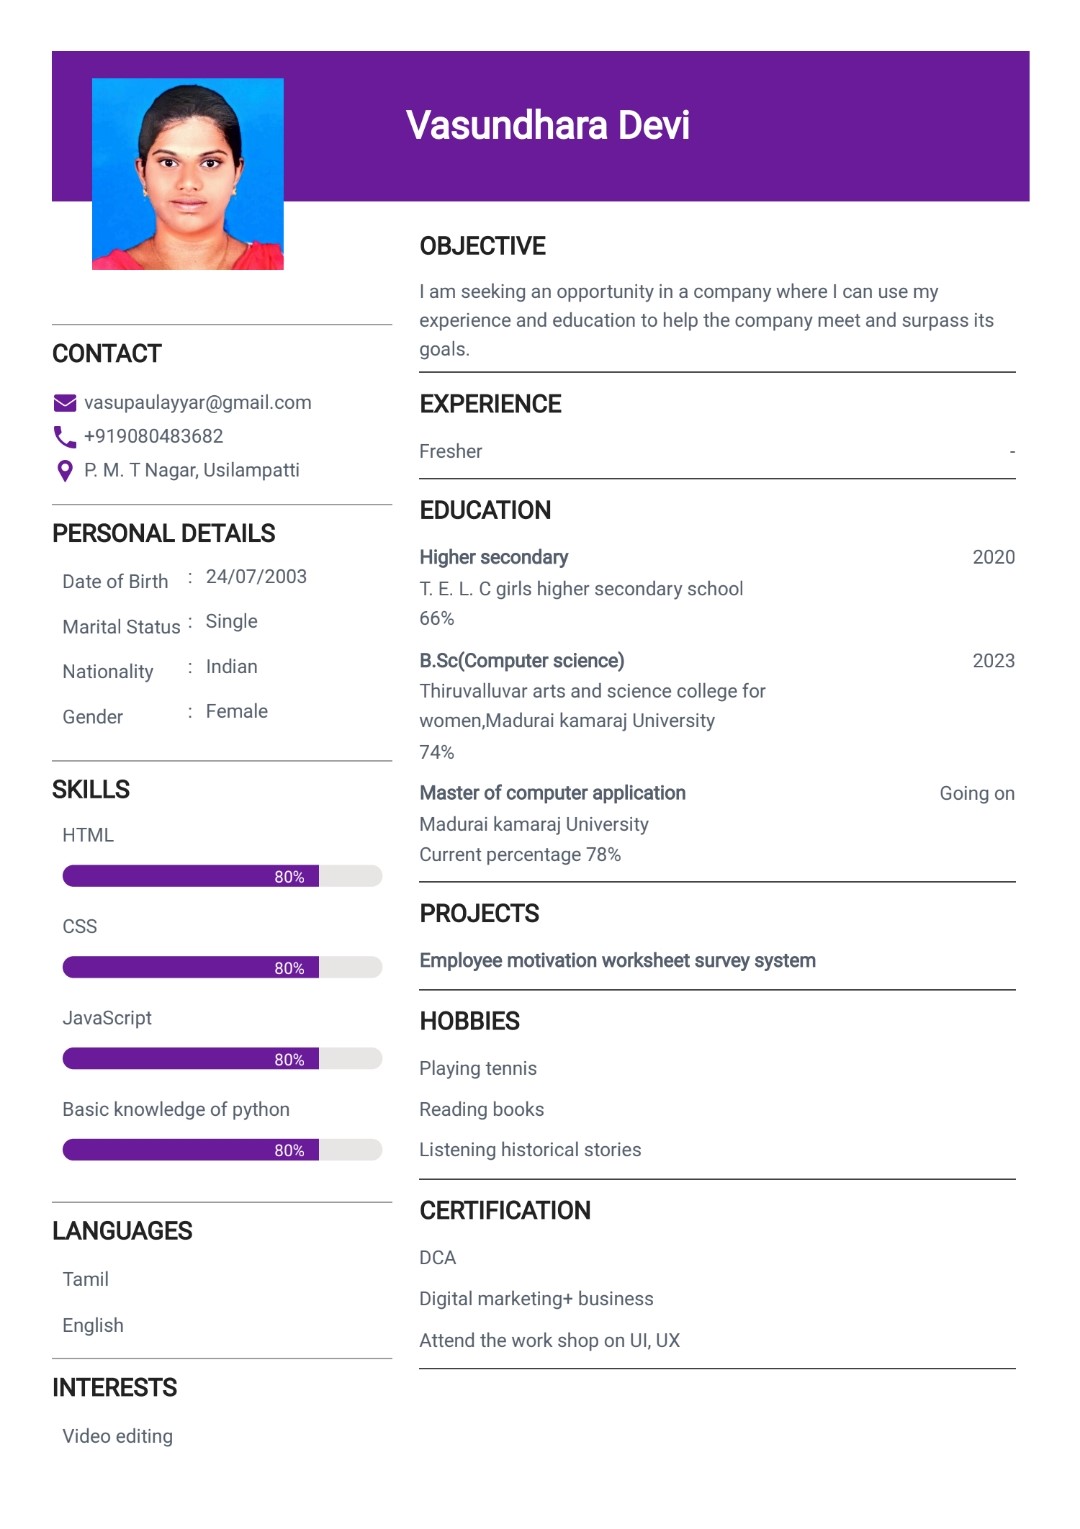 Vasundhara Devi
CONTACT
vasupaulayyar@gmail.com
+919080483682
P. M. T Nagar, Usilampatti
PERSONAL DETAILS
Date of Birth : 24/07/2003
Marital Status : Single
Nationality : Indian
Gender : Female
SKILLS
HTML
80%
CSS
80%
JavaScript
80%
Basic knowledge of python
80%
LANGUAGES
Tamil
English
INTERESTS
Video editing
OBJECTIVE
I am seeking an opportunity in a company where I can use my
experience and education to help the company meet and surpass its
goals.
EXPERIENCE
Fresher -
EDUCATION
Higher secondary 2020
T. E. L. C girls higher secondary school
66%
B.Sc(Computer science) 2023
Thiruvalluvar arts and science college for
women,Madurai kamaraj University
74%
Master of computer application Going on
Madurai kamaraj University
Current percentage 78%
PROJECTS
Employee motivation worksheet survey system
HOBBIES
Playing tennis
Reading books
Listening historical stories
CERTIFICATION
DCA
Digital marketing+ business
Attend the work shop on UI, UX